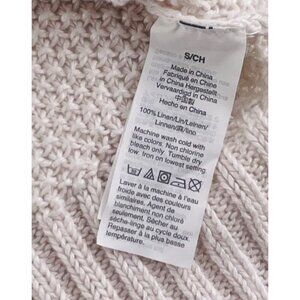 S/CH
Made in China
Fabriqué en Chine
in China Hergestellt
Vervaardigd in China
中国製
Hecho en China
100% Linen/Lin/Leinen/
Linnen/麻/lino
Machine wash cold with
like colors. Non chlorine
bleach only. Tumble dry
low. Iron on lowest setting
Laver à la machine à l'eau
froide avec des couleurs
similaires. Agent de
blanchiment non chloré
seulement. Sécher au
sèche-linge au cycle doux.
Repasser à la plus basse
température.